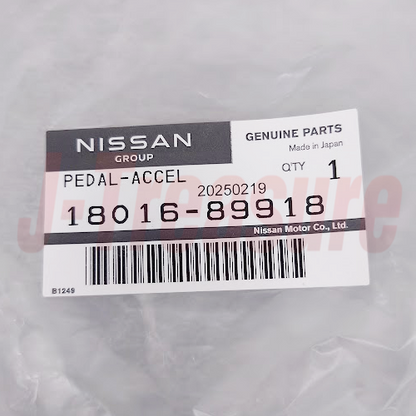 NISSAN
GROUP
GENUINE PARTS
Made in Japan
PEDAL-ACCEL
QTY 1
20250219
18016-89918
Nissan Motor Co., Ltd.
B1249
J-Treasure